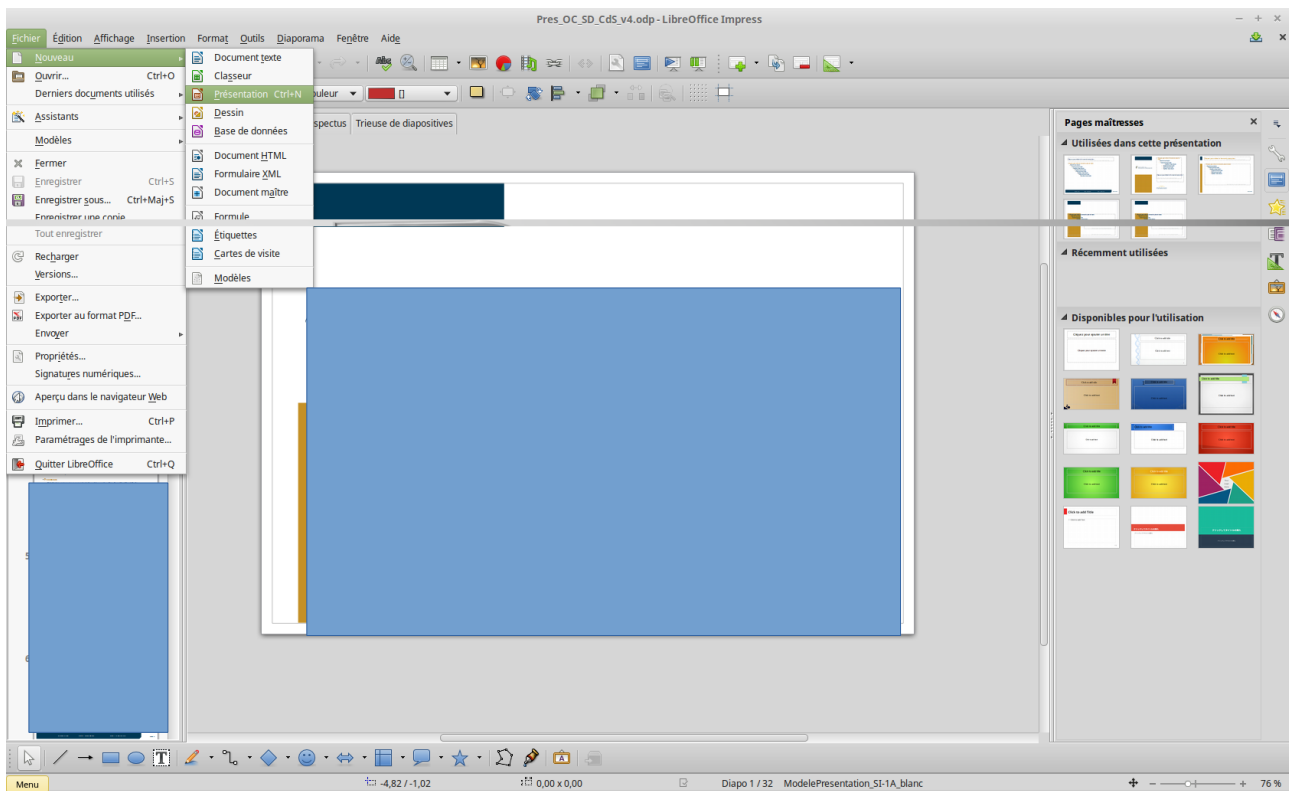 Pres_OC_SD_CdS_v4.odp - LibreOffice Impress
Fichier Édition Affichage Insertion Format Outils Diaporama Fenêtre Aide
Nouveau
Ouvrir... Ctrl+O
Derniers documents utilisés
Assistants
Modèles
Fermer
Enregistrer Ctrl+S
Enregistrer sous... Ctrl+Maj+S
Enregistrer une copie
Tout enregistrer
Recharger
Versions...
Exporter...
Exporter au format PDF...
Envoyer
Propriétés...
Signatures numériques...
Aperçu dans le navigateur Web
Imprimer... Ctrl+P
Paramétrages de l'imprimante...
Quitter LibreOffice Ctrl+Q
Document texte
Classeur
Présentation Ctrl+N
Dessin
Base de données
Document HTML
Formulaire XML
Document maître
Formule
Étiquettes
Cartes de visite
Modèles
uleur
spectus Trieuse de diapositives
Pages maîtresses
Utilisées dans cette présentation
Récemment utilisées
Disponibles pour l'utilisation
Menu -4,82 / -1,02 0,00 x 0,00 Diapo 1 / 32 ModelePresentation_SI-1A_blanc 76 %